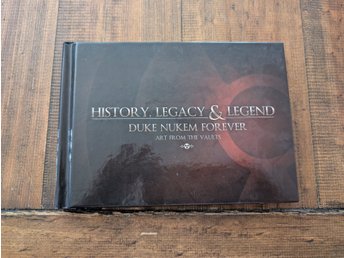 HISTORY, LEGACY & LEGEND
DUKE NUKEM FOREVER
ART FROM THE VAULTS